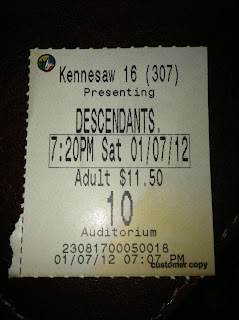 Kennesaw 16 (307)
Presenting
DESCENDANTS,
7:20PM Sat 01/07/12
Adult $11.50
10
Auditorium
23081700050018
01/07/12 07:07 PM
customer copy